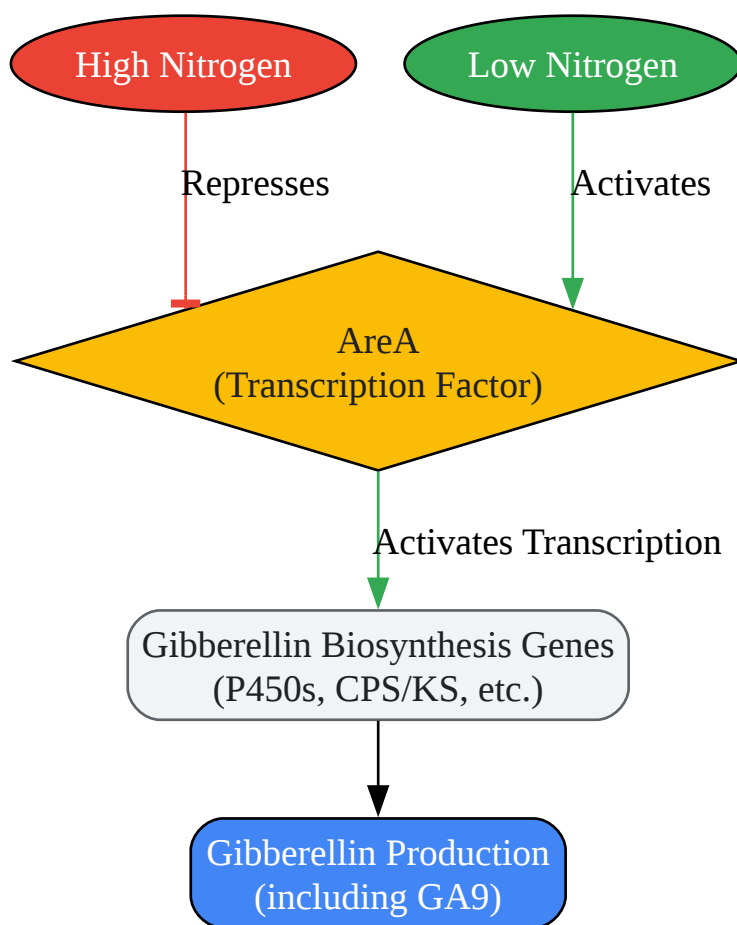 High Nitrogen
Low Nitrogen
Represses
Activates
AreA
(Transcription Factor)
Activates Transcription
Gibberellin Biosynthesis Genes
(P450s, CPS/KS, etc.)
Gibberellin Production
(including GA9)